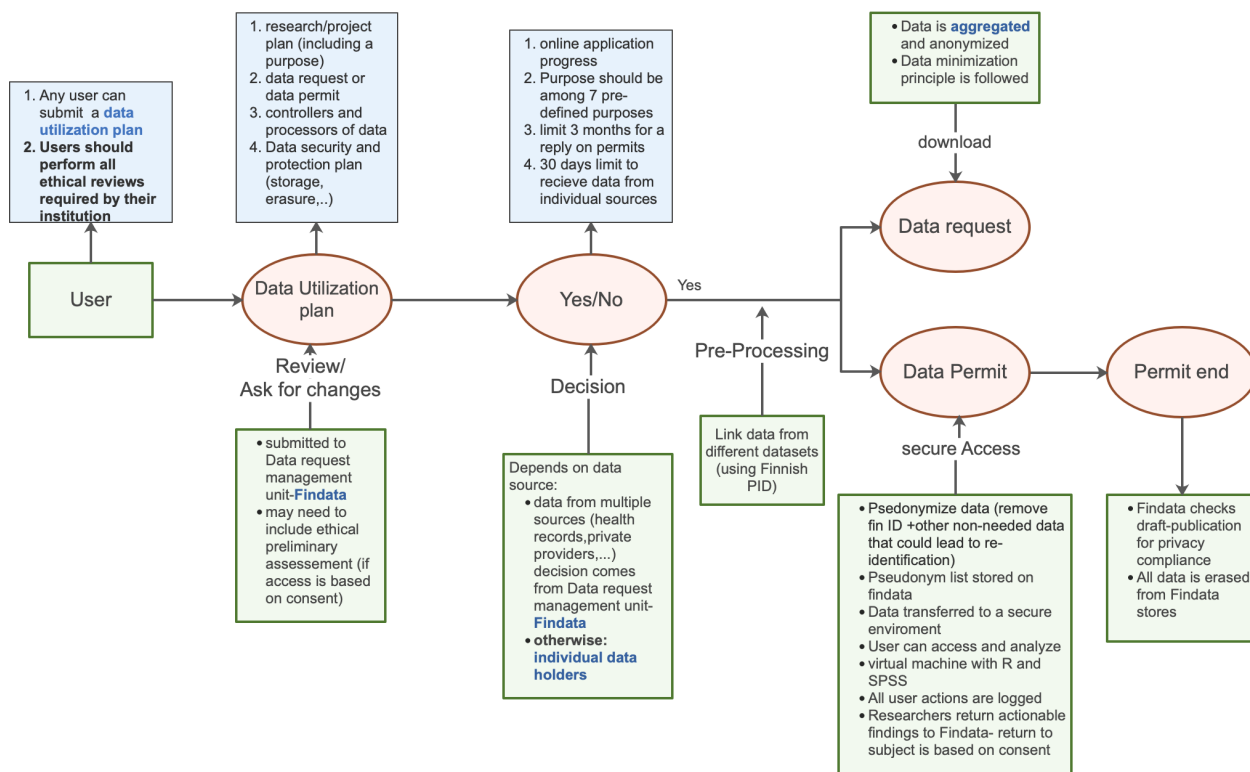 1. Any user can
submit a data
utilization plan
2. Users should
perform all
ethical reviews
required by their
institution
User
1. research/project
plan (including a
purpose)
2. data request or
data permit
3. controllers and
processors of data
4. Data security and
protection plan
(storage,
erasure,..)
Data Utilization
plan
Review/
Ask for changes
• submitted to
Data request
management
unit-Findata
• may need to
include ethical
preliminary
assessement (if
access is based
on consent)
1. online application
progress
2. Purpose should be
among 7 pre-
defined purposes
3. limit 3 months for a
reply on permits
4. 30 days limit to
recieve data from
individual sources
Yes/No
Decision
Depends on data
source:
• data from multiple
sources (health
records,private
providers,...)
decision comes
from Data request
management unit-
Findata
• otherwise:
individual data
holders
Yes
Pre-Processing
Link data from
different datasets
(using Finnish
PID)
• Data is aggregated
and anonymized
• Data minimization
principle is followed
download
Data request
Data Permit
secure Access
• Psedonymize data (remove
fin ID +other non-needed data
that could lead to re-
identification)
• Pseudonym list stored on
findata
• Data transferred to a secure
enviroment
• User can access and analyze
• virtual machine with R and
SPSS
• All user actions are logged
• Researchers return actionable
findings to Findata- return to
subject is based on consent
Permit end
• Findata checks
draft-publication
for privacy
compliance
• All data is erased
from Findata
stores